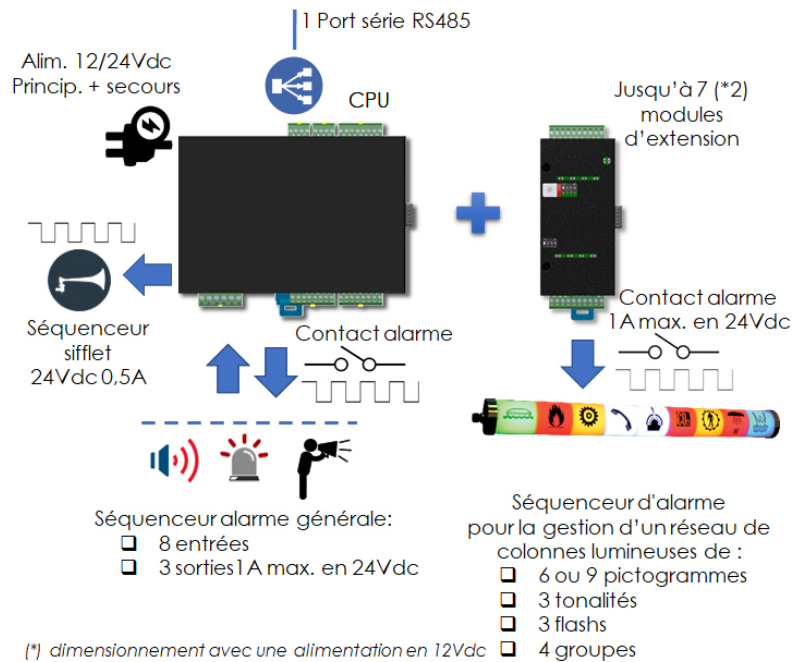 1 Port série RS485
Alim. 12/24Vdc
Princip. + secours
CPU
Jusqu'à 7 (*2)
modules
d'extension
Séquenceur
sifflet
24Vdc 0,5A
Contact alarme
Contact alarme
1A max. en 24Vdc
Séquenceur alarme générale:
8 entrées
3 sorties 1A max. en 24Vdc
Séquenceur d'alarme
pour la gestion d'un réseau de
colonnes lumineuses de :
6 ou 9 pictogrammes
3 tonalités
3 flashs
4 groupes
(*) dimensionnement avec une alimentation en 12Vdc